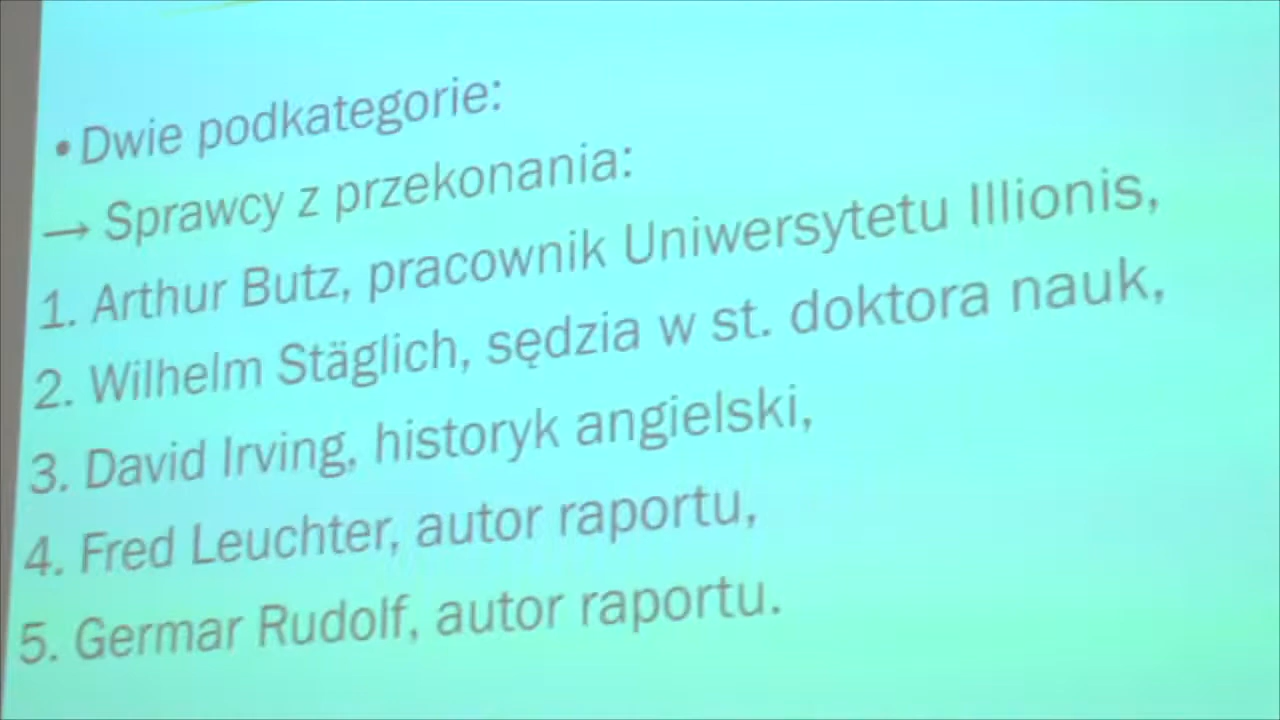 • Dwie podkategorie:
→ Sprawcy z przekonania:
1. Arthur Butz, pracownik Uniwersytetu Illionis,
2. Wilhelm Stäglich, sędzia w st. doktora nauk,
3. David Irving, historyk angielski,
4. Fred Leuchter, autor raportu,
5. Germar Rudolf, autor raportu.